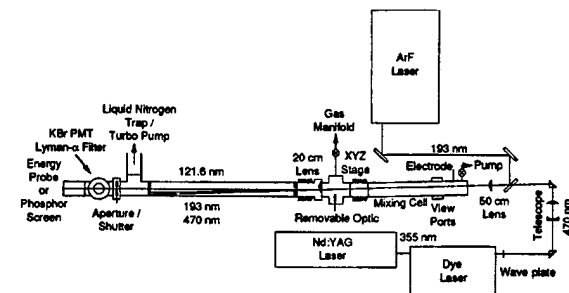 ArF
Laser
Liquid Nitrogen
Trap /
Turbo Pump
Gas
Manifold
KBr PMT
Lyman-α Filter
193 nm
Energy
Probe
or
Phosphor
Screen
121.6 nm
20 cm
Lens
XYZ
Stage
Electrode
Pump
Aperture /
Shutter
193 nm
470 nm
Removable Optic
Mixing Cell
View
Ports
50 cm
Lens
Telescope
470 nm
Nd:YAG
Laser
355 nm
Dye
Laser
Wave plate